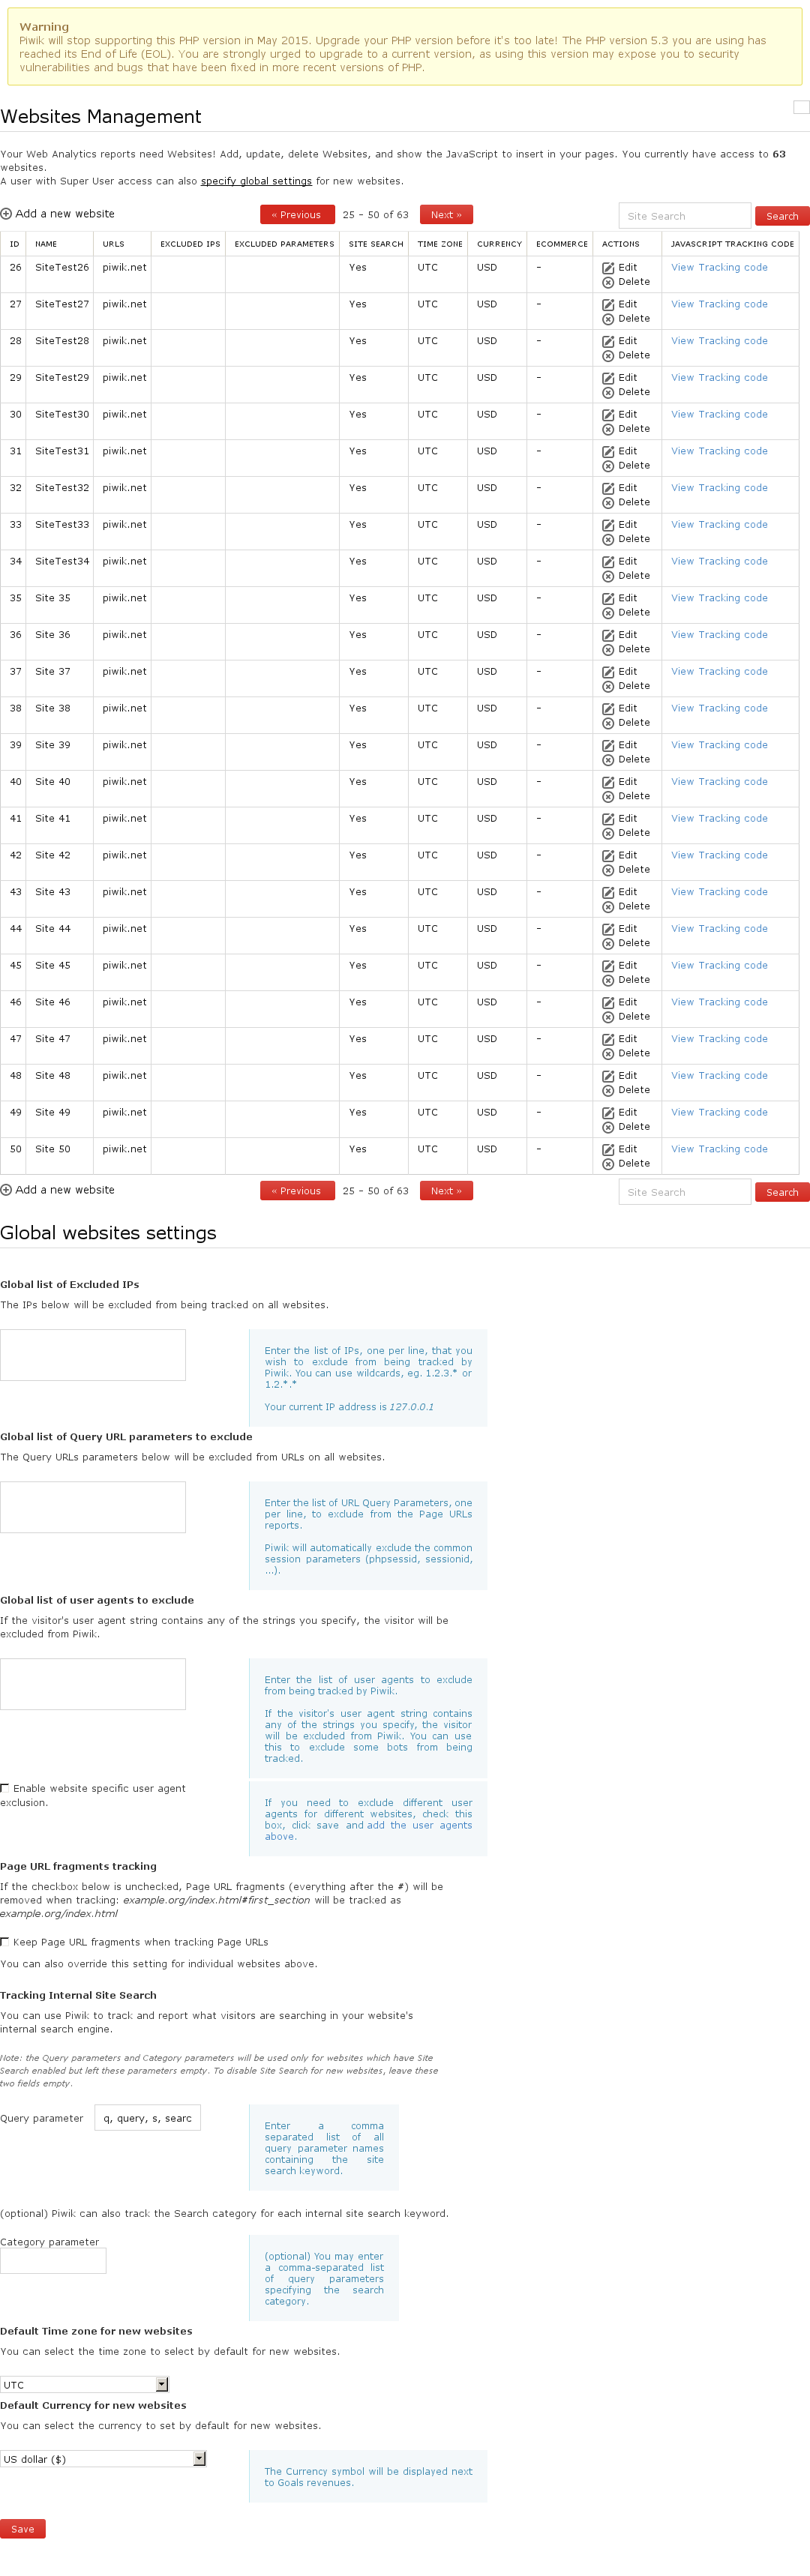 Warning
Piwik will stop supporting this PHP version in May 2015. Upgrade your PHP version before it's too late! The PHP version 5.3 you are using has
reached its End of Life (EOL). You are strongly urged to upgrade to a current version, as using this version may expose you to security
vulnerabilities and bugs that have been fixed in more recent versions of PHP.
Websites Management
Your Web Analytics reports need Websites! Add, update, delete Websites, and show the JavaScript to insert in your pages. You currently have access to 63
websites.
A user with Super User access can also specify global settings for new websites.
Add a new website « Previous 25 - 50 of 63 Next » Site Search Search
ID NAME URLS EXCLUDED IPS EXCLUDED PARAMETERS SITE SEARCH TIME ZONE CURRENCY ECOMMERCE ACTIONS JAVASCRIPT TRACKING CODE
26 SiteTest26 piwik.net Yes UTC USD - Edit View Tracking code
Delete
27 SiteTest27 piwik.net Yes UTC USD - Edit View Tracking code
Delete
28 SiteTest28 piwik.net Yes UTC USD - Edit View Tracking code
Delete
29 SiteTest29 piwik.net Yes UTC USD - Edit View Tracking code
Delete
30 SiteTest30 piwik.net Yes UTC USD - Edit View Tracking code
Delete
31 SiteTest31 piwik.net Yes UTC USD - Edit View Tracking code
Delete
32 SiteTest32 piwik.net Yes UTC USD - Edit View Tracking code
Delete
33 SiteTest33 piwik.net Yes UTC USD - Edit View Tracking code
Delete
34 SiteTest34 piwik.net Yes UTC USD - Edit View Tracking code
Delete
35 Site 35 piwik.net Yes UTC USD - Edit View Tracking code
Delete
36 Site 36 piwik.net Yes UTC USD - Edit View Tracking code
Delete
37 Site 37 piwik.net Yes UTC USD - Edit View Tracking code
Delete
38 Site 38 piwik.net Yes UTC USD - Edit View Tracking code
Delete
39 Site 39 piwik.net Yes UTC USD - Edit View Tracking code
Delete
40 Site 40 piwik.net Yes UTC USD - Edit View Tracking code
Delete
41 Site 41 piwik.net Yes UTC USD - Edit View Tracking code
Delete
42 Site 42 piwik.net Yes UTC USD - Edit View Tracking code
Delete
43 Site 43 piwik.net Yes UTC USD - Edit View Tracking code
Delete
44 Site 44 piwik.net Yes UTC USD - Edit View Tracking code
Delete
45 Site 45 piwik.net Yes UTC USD - Edit View Tracking code
Delete
46 Site 46 piwik.net Yes UTC USD - Edit View Tracking code
Delete
47 Site 47 piwik.net Yes UTC USD - Edit View Tracking code
Delete
48 Site 48 piwik.net Yes UTC USD - Edit View Tracking code
Delete
49 Site 49 piwik.net Yes UTC USD - Edit View Tracking code
Delete
50 Site 50 piwik.net Yes UTC USD - Edit View Tracking code
Delete
Add a new website « Previous 25 - 50 of 63 Next » Site Search Search
Global websites settings
Global list of Excluded IPs
The IPs below will be excluded from being tracked on all websites.
Enter the list of IPs, one per line, that you
wish to exclude from being tracked by
Piwik. You can use wildcards, eg. 1.2.3.* or
1.2.*.*
Your current IP address is 127.0.0.1
Global list of Query URL parameters to exclude
The Query URLs parameters below will be excluded from URLs on all websites.
Enter the list of URL Query Parameters, one
per line, to exclude from the Page URLs
reports.
Piwik will automatically exclude the common
session parameters (phpsessid, sessionid,
...).
Global list of user agents to exclude
If the visitor's user agent string contains any of the strings you specify, the visitor will be
excluded from Piwik.
Enter the list of user agents to exclude
from being tracked by Piwik.
If the visitor's user agent string contains
any of the strings you specify, the visitor
will be excluded from Piwik. You can use
this to exclude some bots from being
tracked.
Enable website specific user agent
exclusion.
If you need to exclude different user
agents for different websites, check this
box, click save and add the user agents
above.
Page URL fragments tracking
If the checkbox below is unchecked, Page URL fragments (everything after the #) will be
removed when tracking: example.org/index.html#first_section will be tracked as
example.org/index.html
Keep Page URL fragments when tracking Page URLs
You can also override this setting for individual websites above.
Tracking Internal Site Search
You can use Piwik to track and report what visitors are searching in your website's
internal search engine.
Note: the Query parameters and Category parameters will be used only for websites which have Site
Search enabled but left these parameters empty. To disable Site Search for new websites, leave these
two fields empty.
Query parameter q, query, s, searc
Enter a comma
separated list of all
query parameter names
containing the site
search keyword.
(optional) Piwik can also track the Search category for each internal site search keyword.
Category parameter
(optional) You may enter
a comma-separated list
of query parameters
specifying the search
category.
Default Time zone for new websites
You can select the time zone to select by default for new websites.
UTC
Default Currency for new websites
You can select the currency to set by default for new websites.
US dollar ($)
The Currency symbol will be displayed next
to Goals revenues.
Save